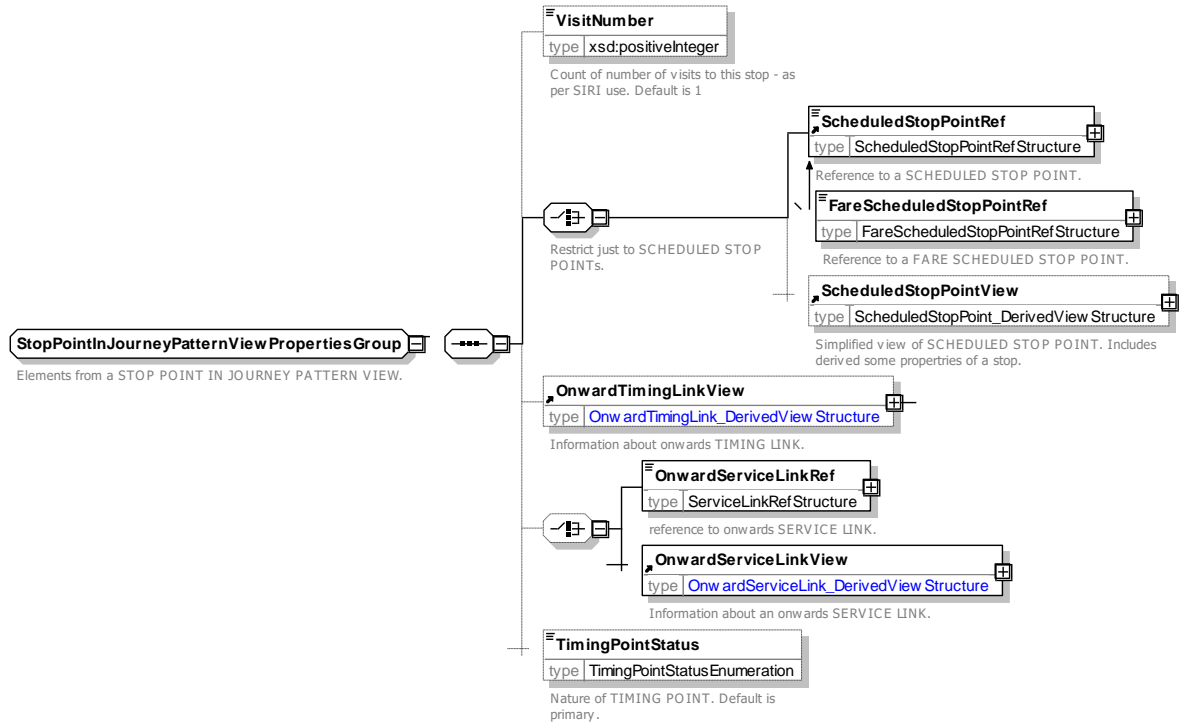 VisitNumber
type xsd:positiveInteger
Count of number of visits to this stop - as
per SIRI use. Default is 1
ScheduledStopPointRef
type ScheduledStopPointRefStructure
Reference to a SCHEDULED STOP POINT.
FareScheduledStopPointRef
type FareScheduledStopPointRefStructure
Reference to a FARE SCHEDULED STOP POINT.
Restrict just to SCHEDULED STOP
POINTs.
ScheduledStopPointView
type ScheduledStopPoint_DerivedViewStructure
Simplified view of SCHEDULED STOP POINT. Includes
derived some propertries of a stop.
StopPointInJourneyPatternViewPropertiesGroup
Elements from a STOP POINT IN JOURNEY PATTERN VIEW.
OnwardTimingLinkView
type OnwardTimingLink_DerivedViewStructure
Information about onwards TIMING LINK.
OnwardServiceLinkRef
type ServiceLinkRefStructure
reference to onwards SERVICE LINK.
OnwardServiceLinkView
type OnwardServiceLink_DerivedViewStructure
Information about an onwards SERVICE LINK.
TimingPointStatus
type TimingPointStatusEnumeration
Nature of TIMING POINT. Default is
primary.